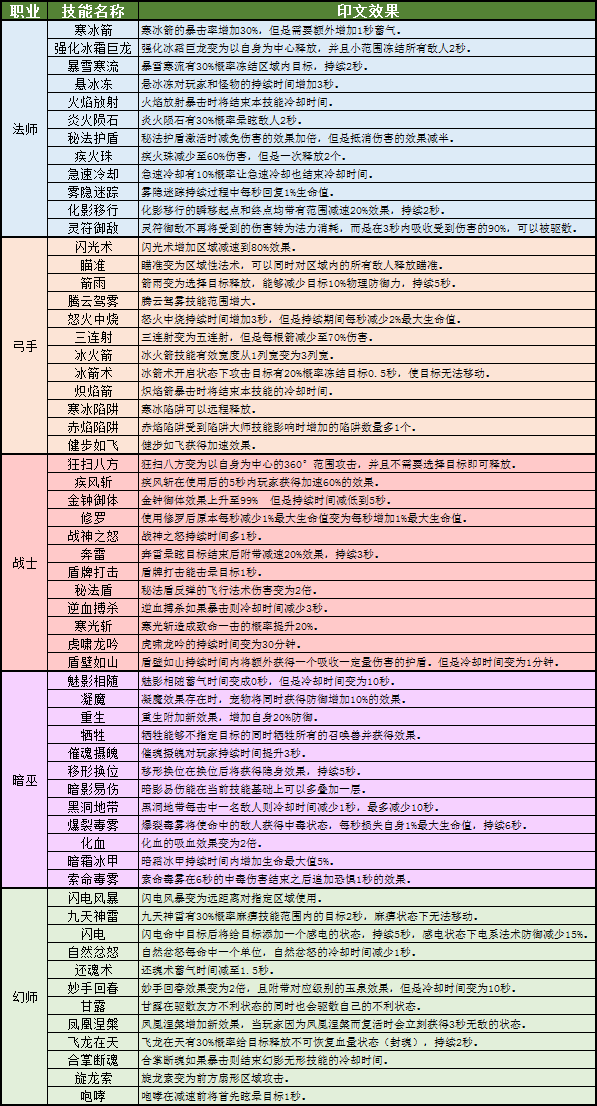 职业 技能名称 印文效果
法师
寒冰箭 寒冰箭的暴击率增加30%，但是需要额外增加1秒蓄气。
强化冰霜巨龙 强化冰霜巨龙变为以自身为中心释放，并且小范围冻结所有敌人2秒。
暴雪寒流 暴雪寒流有30%概率冻结区域内目标，持续2秒。
悬冰冻 悬冰冻对玩家和怪物的持续时间增加3秒。
火焰放射 火焰放射暴击时将结束本技能冷却时间。
炎火陨石 炎火陨石有30%概率晕眩敌人2秒。
秘法护盾 秘法护盾激活时减免伤害的效果加倍，但是抵消伤害的效果减半。
疾火珠 疾火珠减少至60%伤害，但是一次释放2个。
急速冷却 急速冷却有10%概率让急速冷却也结束冷却时间。
雾隐迷踪 雾隐迷踪持续过程中每秒回复1%生命值。
化影移行 化影移行的瞬移起点和终点均带有范围减速20%效果，持续2秒。
灵符御敌 灵符御敌不再将受到的伤害转为法力消耗，而是在3秒内吸收受到伤害的90%，可以被驱散。
弓手
闪光术 闪光术增加区域减速到80%效果。
瞄准 瞄准变为区域性法术，可以同时对区域内的所有敌人释放瞄准。
箭雨 箭雨变为选择目标释放，能够减少目标10%物理防御力，持续5秒。
腾云驾雾 腾云驾雾技能范围增大。
怒火中烧 怒火中烧持续时间增加3秒，但是持续期间每秒减少2%最大生命值。
三连射 三连射变为五连射，但是每根箭减少至70%伤害。
冰火箭 冰火箭技能有效宽度从1列宽变为3列宽。
冰箭术 冰箭术开启状态下攻击目标有20%概率冻结目标0.5秒，使目标无法移动。
炽焰箭 炽焰箭暴击时将结束本技能的冷却时间。
寒冰陷阱 寒冰陷阱可以远程释放。
赤焰陷阱 赤焰陷阱受到陷阱大师技能影响时增加的陷阱数量多1个。
健步如飞 健步如飞获得加速效果。
战士
狂扫八方 狂扫八方变为以自身为中心的360°范围攻击，并且不需要选择目标即可释放。
疾风斩 疾风斩在使用后的5秒内玩家获得加速60%的效果。
金钟御体 金钟御体效果上升至99% 但是持续时间减低到5秒。
修罗 使用修罗后原本每秒减少1%最大生命值变为每秒增加1%最大生命值。
战神之怒 战神之怒持续时间多1秒。
奔雷 奔雷晕眩目标结束后附带减速20%效果，持续3秒。
盾牌打击 盾牌打击能击晕目标1秒。
秘法盾 秘法盾反弹的飞行法术伤害变为2倍。
逆血搏杀 逆血搏杀如果暴击则冷却时间减少3秒。
寒光斩 寒光斩造成致命一击的概率提升20%。
虎啸龙吟 虎啸龙吟的持续时间变为30分钟。
盾壁如山 盾壁如山持续时间内将额外获得一个吸收一定量伤害的护盾。但是冷却时间变为1分钟。
暗巫
魅影相随 魅影相随蓄气时间变成0秒，但是冷却时间变为10秒。
凝魔 凝魔效果存在时，宠物将同时获得防御增加10%的效果。
重生 重生附加新效果，增加自身20%防御。
牺牲 牺牲能够不指定目标的同时牺牲所有的召唤兽并获得效果。
催魂摄魄 催魂摄魄对玩家持续时间提升3秒。
移形换位 移形换位在换位后将获得隐身效果，持续5秒。
暗影易伤 暗影易伤能在当前技能基础上可以多叠加一层。
黑洞地带 黑洞地带每击中一名敌人则冷却时间减少1秒，最多减少10秒。
爆裂毒雾 爆裂毒雾将使命中的敌人获得中毒状态，每秒损失自身1%最大生命值，持续6秒。
化血 化血的吸血效果变为2倍。
暗霜冰甲 暗霜冰甲持续时间内增加生命最大值5%。
索命毒雾 索命毒雾在6秒的中毒伤害结束之后追加恐惧1秒的效果。
幻师
闪电风暴 闪电风暴变为远距离对指定区域使用。
九天神雷 九天神雷有30%概率麻痹技能范围内的目标2秒，麻痹状态下无法移动。
闪电 闪电命中目标后将给目标添加一个感电的状态，持续5秒，感电状态下电系法术防御减少15%。
自然忿怒 自然忿怒每命中一个单位，自然忿怒的冷却时间减少1秒。
还魂术 还魂术蓄气时间减至1.5秒。
妙手回春 妙手回春效果变为2倍，且附带对应级别的玉泉效果，但是冷却时间变为10秒。
甘露 甘露在驱散友方不利状态的同时也会驱散自己的不利状态。
凤凰涅槃 凤凰涅槃增加新效果，当玩家因为凤凰涅槃而复活时会立刻获得3秒无敌的状态。
飞龙在天 飞龙在天有30%概率给目标释放不可恢复血量状态（封魂），持续2秒。
合掌断魂 合掌断魂如果暴击则结束幻影无形技能的冷却时间。
旋龙索 旋龙索变为前方扇形区域攻击。
咆哮 咆哮在减速前将首先眩晕目标1秒。